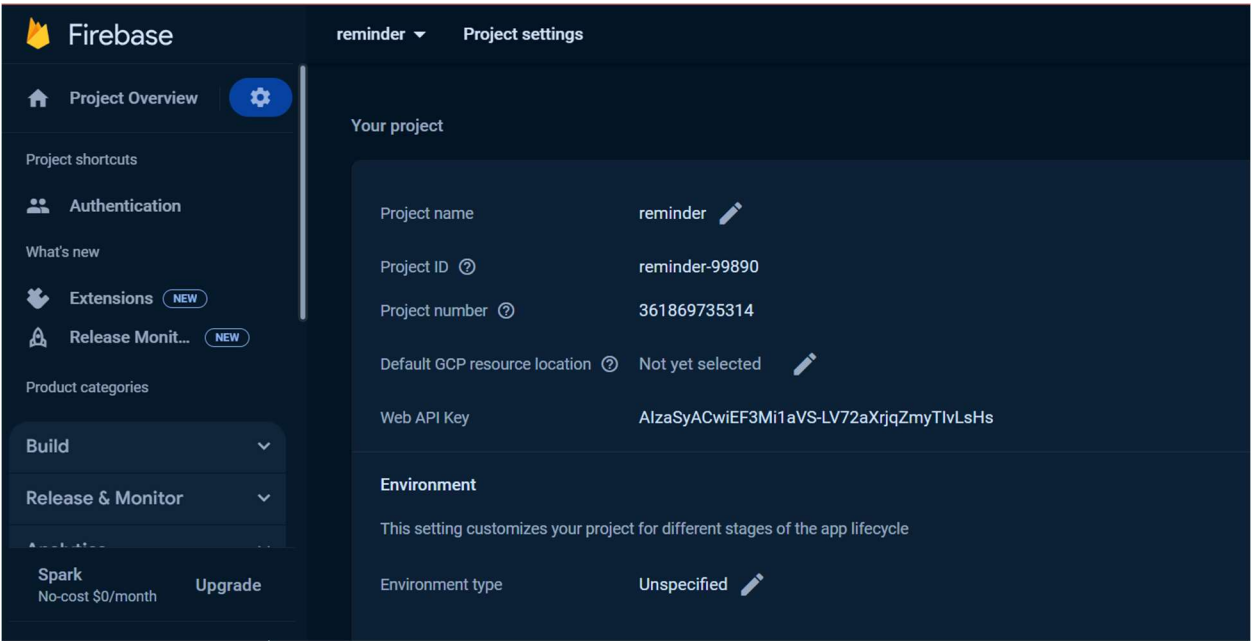 Firebase
reminder
Project settings
Project Overview
Project shortcuts
Authentication
What's new
Extensions NEW
Release Monit... NEW
Product categories
Build
Release & Monitor
Analytics
Spark
No-cost $0/month
Upgrade
Your project
Project name reminder
Project ID reminder-99890
Project number 361869735314
Default GCP resource location Not yet selected
Web API Key AIzaSyACwiEF3Mi1aVS-LV72aXrjqZmyTIvLsHs
Environment
This setting customizes your project for different stages of the app lifecycle
Environment type Unspecified